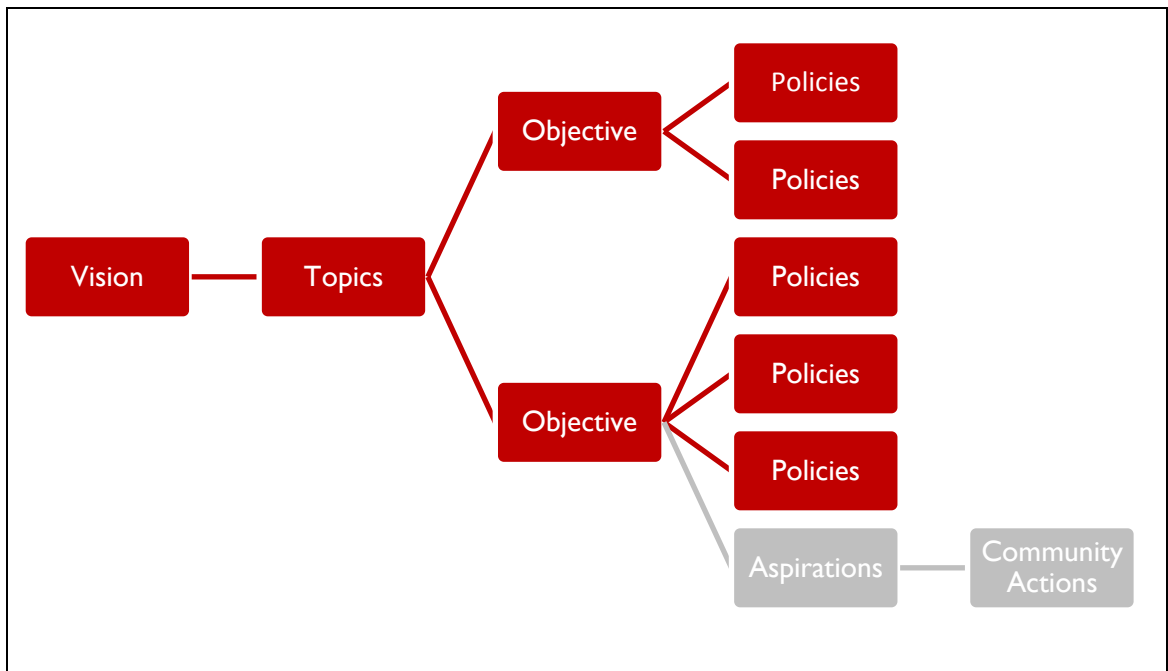 Policies
Objective
Policies
Vision
Topics
Policies
Policies
Objective
Policies
Aspirations
Community
Actions